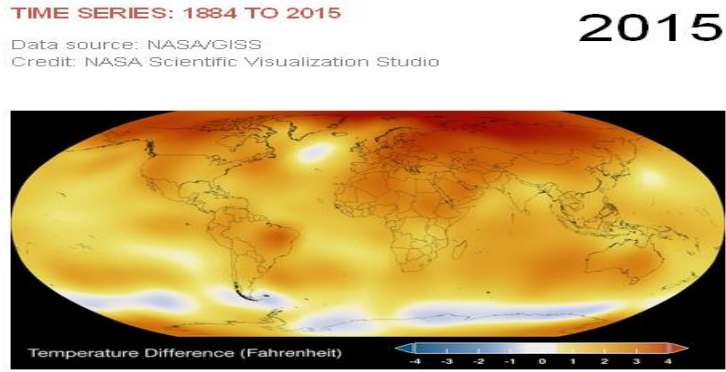 TIME SERIES: 1884 TO 2015
2015
Data source: NASA/GISS
Credit: NASA Scientific Visualization Studio
Temperature Difference (Fahrenheit)
-4 -3 -2 -1 0 1 2 3 4